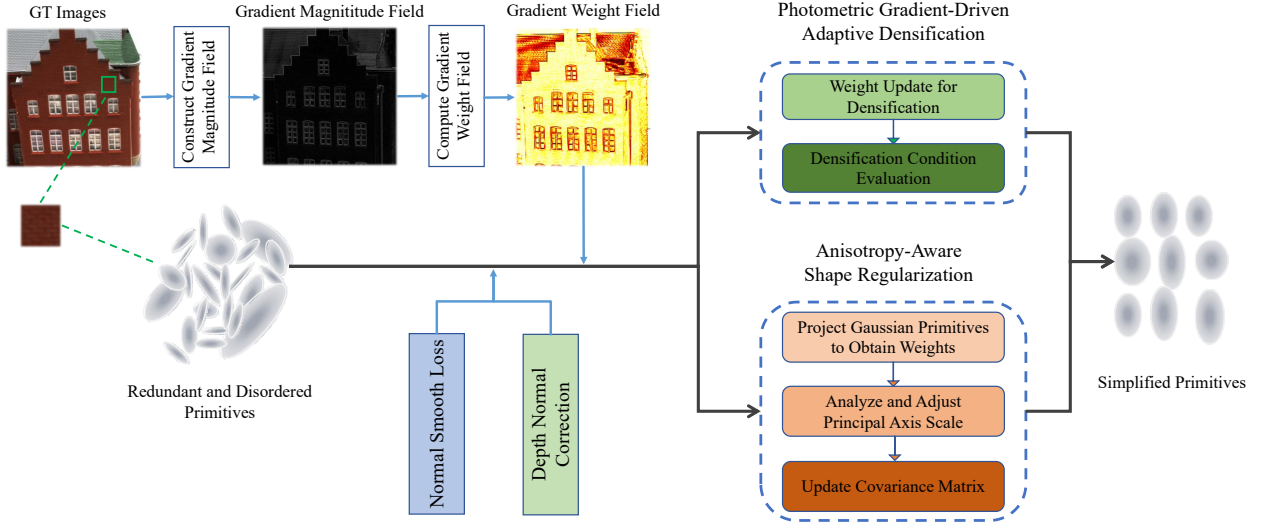 GT Images
Gradient Magnititude Field
Gradient Weight Field
Construct Gradient
Magnitude Field
Compute Gradient
Weight Field
Photometric Gradient-Driven
Adaptive Densification
Weight Update for
Densification
Densification Condition
Evaluation
Anisotropy-Aware
Shape Regularization
Project Gaussian Primitives
to Obtain Weights
Analyze and Adjust
Principal Axis Scale
Update Covariance Matrix
Redundant and Disordered
Primitives
Normal Smooth Loss
Depth Normal
Correction
Simplified Primitives